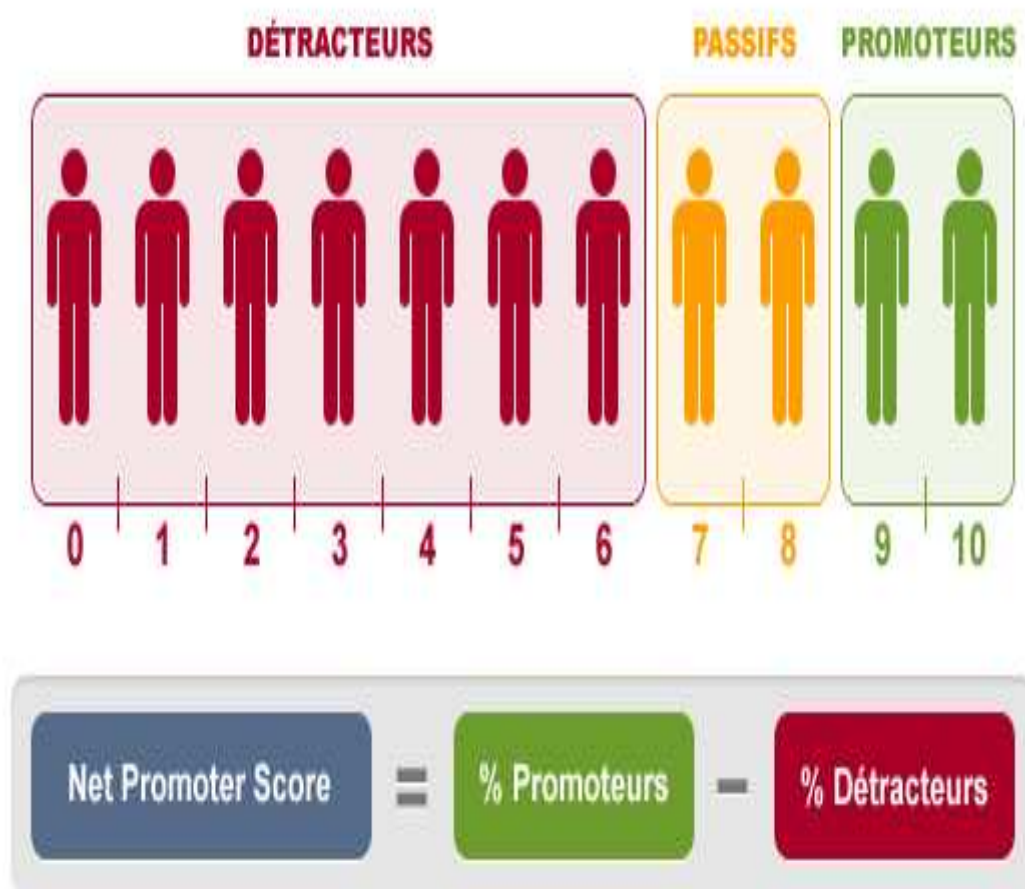 DÉTRACTEURS PASSIFS PROMOTEURS
0 1 2 3 4 5 6 7 8 9 10
Net Promoter Score = % Promoteurs - % Détracteurs